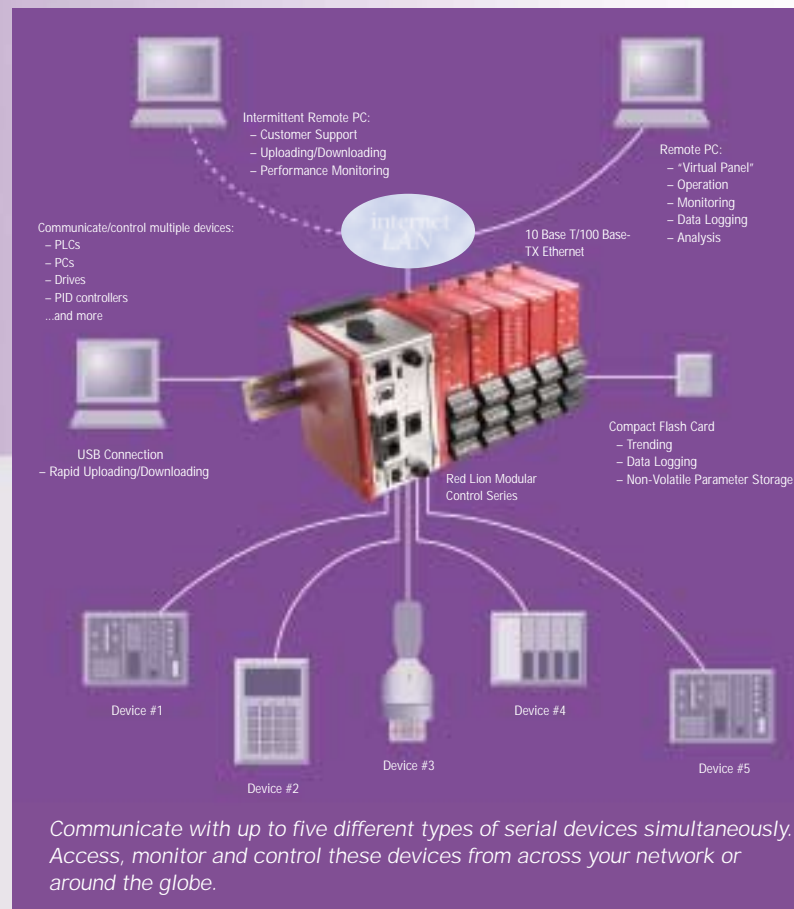 Intermittent Remote PC:
– Customer Support
– Uploading/Downloading
– Performance Monitoring
Remote PC:
– “Virtual Panel”
– Operation
– Monitoring
– Data Logging
– Analysis
internet
LAN
10 Base T/100 Base-
TX Ethernet
Communicate/control multiple devices:
– PLCs
– PCs
– Drives
– PID controllers
...and more
USB Connection
– Rapid Uploading/Downloading
Compact Flash Card
– Trending
– Data Logging
– Non-Volatile Parameter Storage
Red Lion Modular
Control Series
Device #1
Device #2
Device #3
Device #4
Device #5
Communicate with up to five different types of serial devices simultaneously.
Access, monitor and control these devices from across your network or
around the globe.